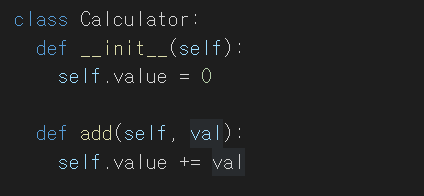 class Calculator:
  def __init__(self):
    self.value = 0

  def add(self, val):
    self.value += val